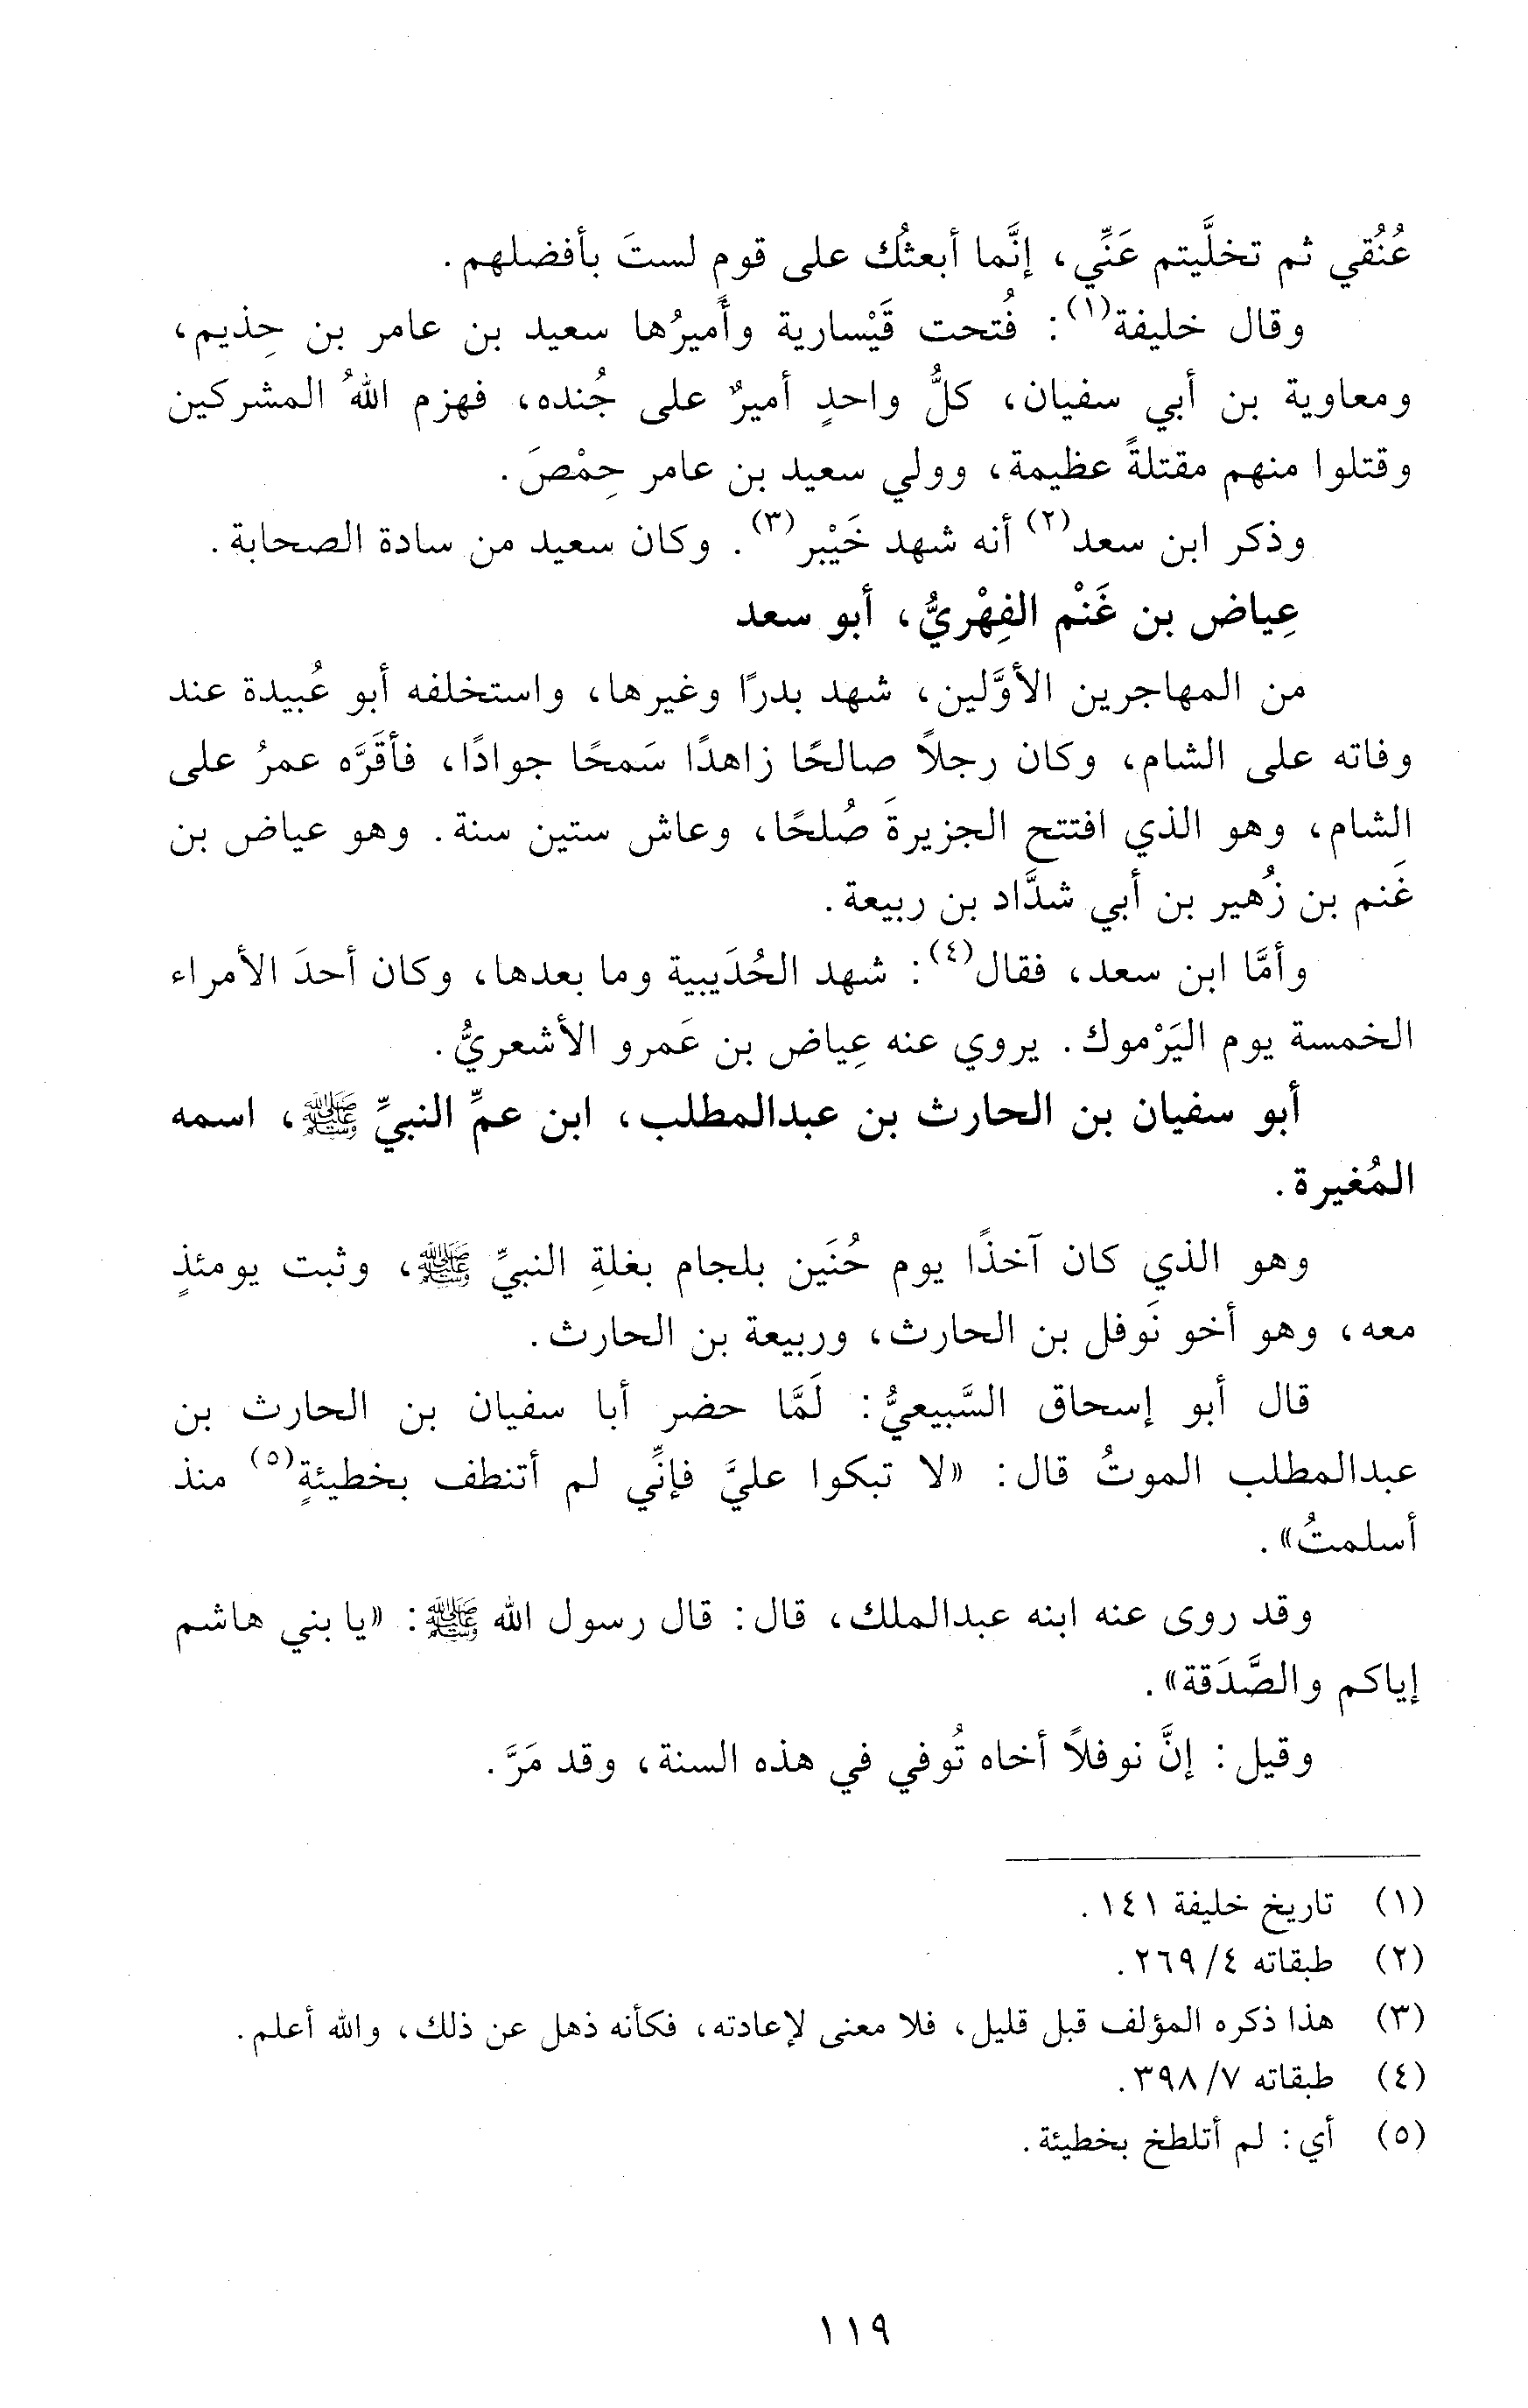 عُنُقي ثم تخلَّيتم عَنِّي، إنَّما أبعثُك على قوم لستَ بأفضلهم.
وقال خليفة(١): فُتحت قَيْسارية وأميرُها سعيد بن عامر بن حِذيم،
ومعاوية بن أبي سفيان، كلُّ واحدٍ أميرٌ على جُنده، فهزم اللهُ المشركين
وقتلوا منهم مقتلةً عظيمة، وولي سعيد بن عامر حِمْصَ.
وذكر ابن سعد(٢) أنه شهد خَيْبر(٣). وكان سعيد من سادة الصحابة.
عِياض بن غَنْم الفِهْريُّ، أبو سعد
من المهاجرين الأوَّلين، شهد بدرًا وغيرها، واستخلفه أبو عُبيدة عند
وفاته على الشام، وكان رجلاً صالحًا زاهدًا سَمحًا جوادًا، فأقَرَّه عمرُ على
الشام، وهو الذي افتتح الجزيرةَ صُلحًا، وعاش ستين سنة. وهو عياض بن
غَنم بن زُهير بن أبي شدَّاد بن ربيعة.
وأمَّا ابن سعد، فقال(٤): شهد الحُدَيبية وما بعدها، وكان أحدَ الأمراء
الخمسة يوم اليَرْموك. يروي عنه عِياض بن عَمرو الأشعريُّ.
أبو سفيان بن الحارث بن عبدالمطلب، ابن عمِّ النبيِّ ﷺ، اسمه
المُغيرة.
وهو الذي كان آخذًا يوم حُنَين بلجام بغلةِ النبيِّ ﷺ، وثبت يومئذٍ
معه، وهو أخو نَوفل بن الحارث، وربيعة بن الحارث.
قال أبو إسحاق السَّبيعيُّ: لَمَّا حضر أبا سفيان بن الحارث بن
عبدالمطلب الموتُ قال: «لا تبكوا عليَّ فإنِّي لم أتنطف بخطيئةٍ(٥) منذ
أسلمتُ».
وقد روى عنه ابنه عبدالملك، قال: قال رسول الله ﷺ: «يا بني هاشم
إياكم والصَّدَقة».
وقيل: إنَّ نوفلاً أخاه تُوفي في هذه السنة، وقد مَرَّ.
(١) تاريخ خليفة ١٤١.
(٢) طبقاته ٤/ ٢٦٩.
(٣) هذا ذكره المؤلف قبل قليل، فلا معنى لإعادته، فكأنه ذهل عن ذلك، والله أعلم.
(٤) طبقاته ٧/ ٣٩٨.
(٥) أي: لم أتلطخ بخطيئة.
١١٩